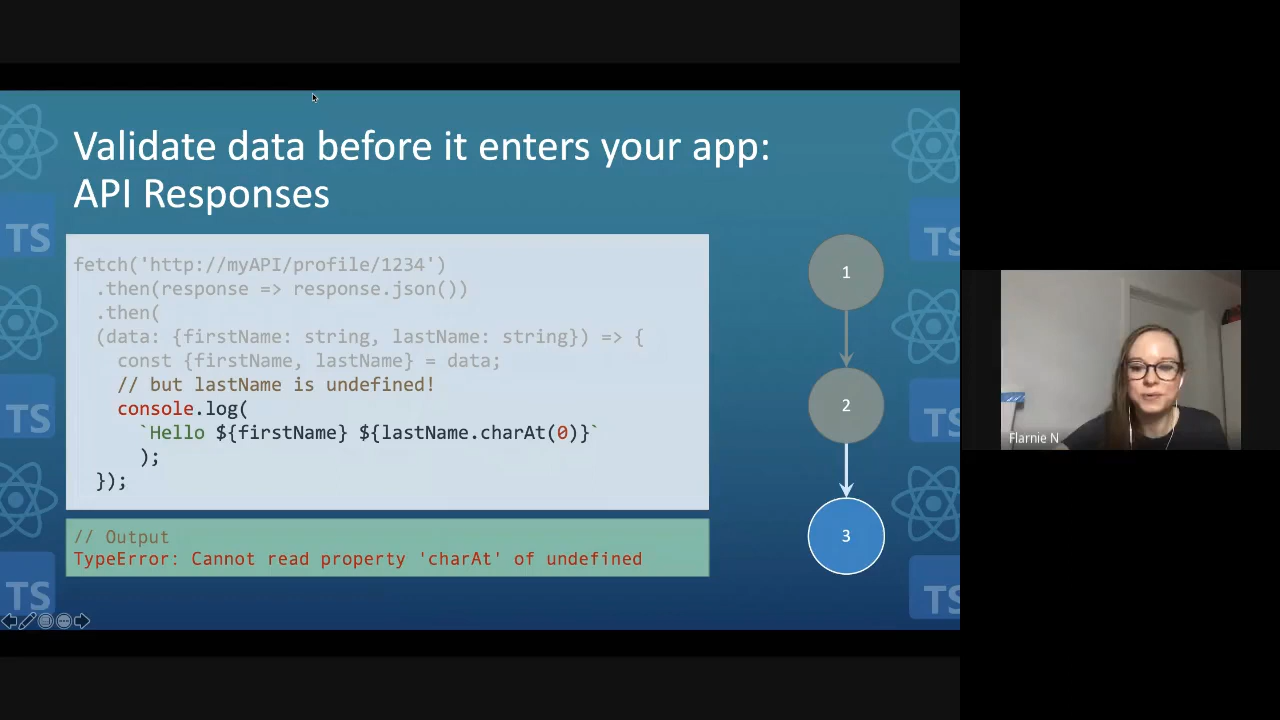 Validate data before it enters your app:
API Responses
fetch('http://myAPI/profile/1234')
.then(response => response.json())
.then(
(data: {firstName: string, lastName: string}) => {
const {firstName, lastName} = data;
// but lastName is undefined!
console.log(
`Hello ${firstName} ${lastName.charAt(0)}`
);
});
// Output
TypeError: Cannot read property 'charAt' of undefined
1
2
3
TS
TS
TS
TS
TS
TS
Flarnie N